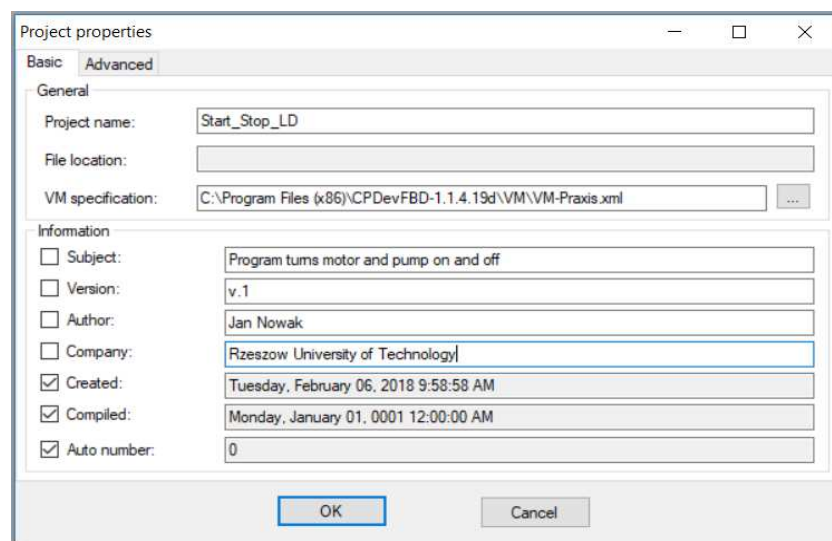 Project properties
Basic Advanced
General
Project name: Start_Stop_LD
File location:
VM specification: C:\Program Files (x86)\CPDevFBD-1.1.4.19d\VM\VM-Praxis.xml ...
Information
Subject: Program turns motor and pump on and off
Version: v.1
Author: Jan Nowak
Company: Rzeszow University of Technology
Created: Tuesday, February 06, 2018 9:58:58 AM
Compiled: Monday, January 01, 0001 12:00:00 AM
Auto number: 0
OK Cancel